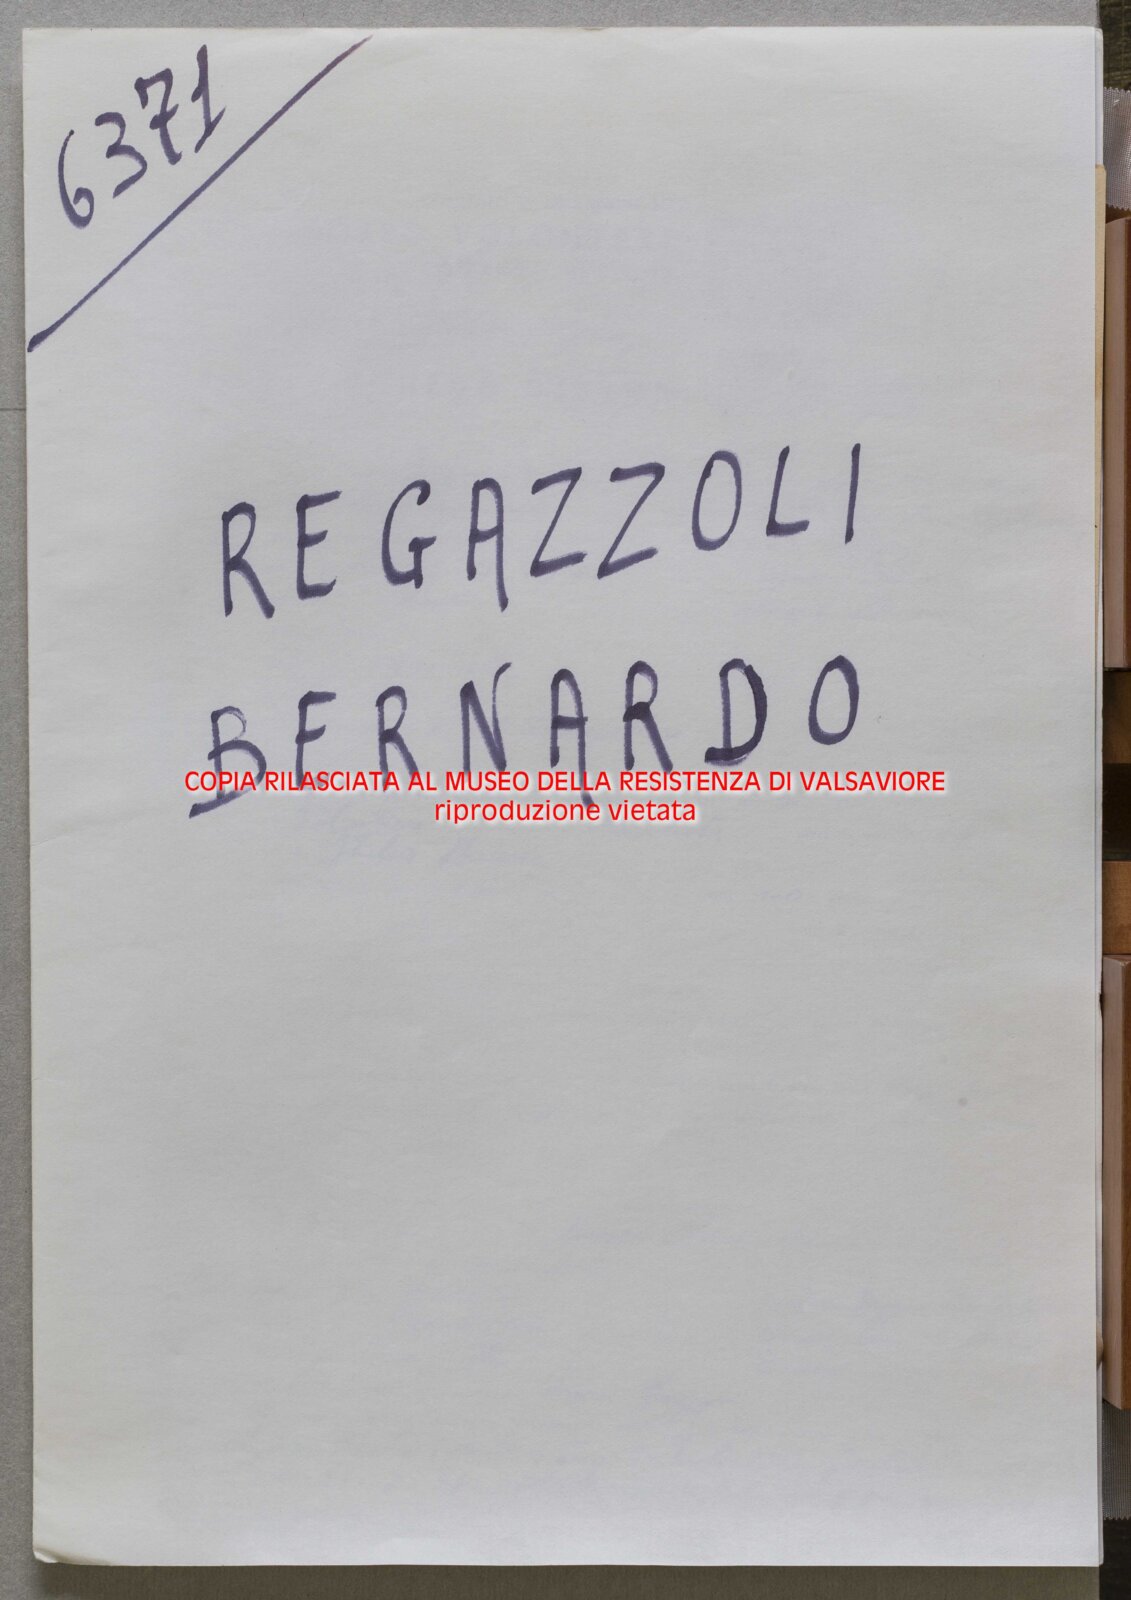 6371
REGAZZOLI
BERNARDO
COPIA RILASCIATA AL MUSEO DELLA RESISTENZA DI VALSAVIORE
riproduzione vietata